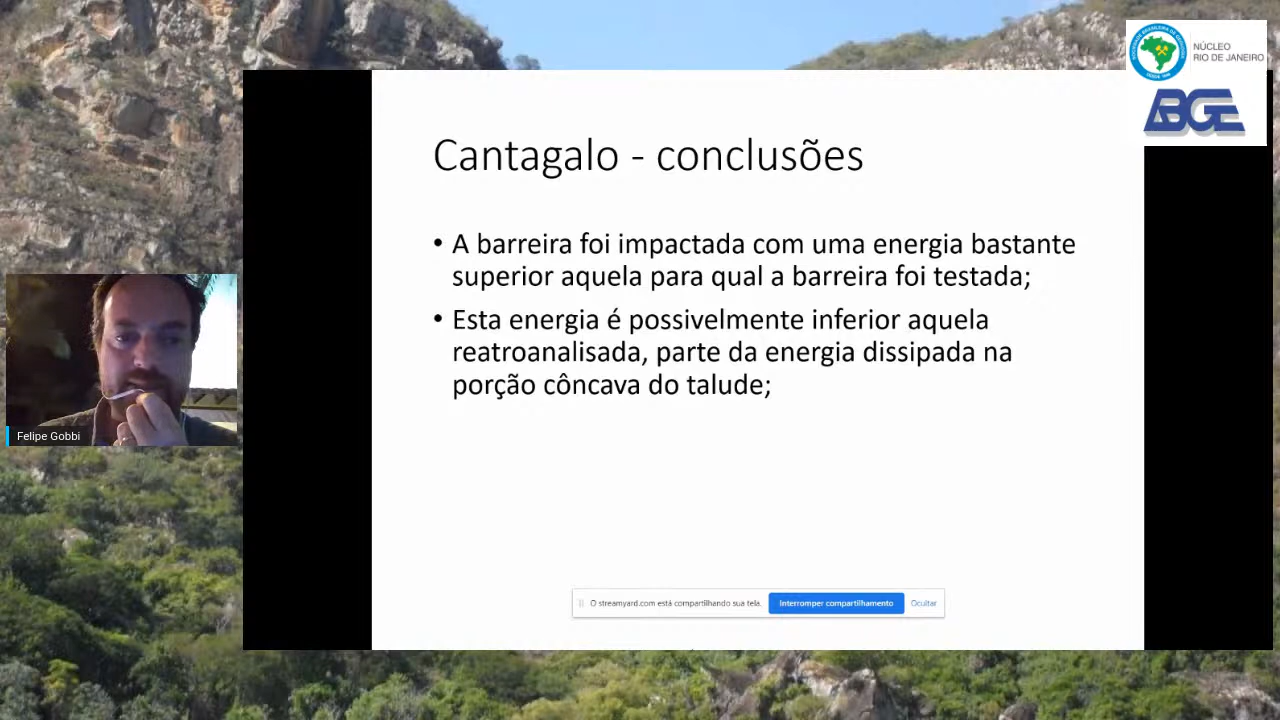 NÚCLEO
RIO DE JANEIRO
ABGE
Cantagalo - conclusões
• A barreira foi impactada com uma energia bastante
superior aquela para qual a barreira foi testada;
• Esta energia é possivelmente inferior aquela
reatroanalisada, parte da energia dissipada na
porção côncava do talude;
Felipe Gobbi
O streamyard.com está compartilhando sua tela.
Interromper compartilhamento
Ocultar